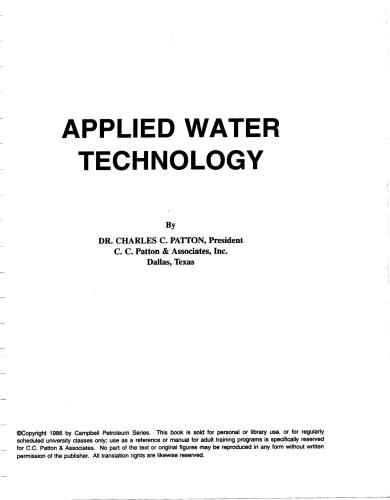 APPLIED WATER
TECHNOLOGY
By
DR. CHARLES C. PATTON, President
C. C. Patton & Associates, Inc.
Dallas, Texas
©Copyright 1986 by Campbell Petroleum Series. This book is sold for personal or library use, or for regularly
scheduled university classes only; use as a reference or manual for adult training programs is specifically reserved
for C.C. Patton & Associates. No part of the text or original figures may be reproduced in any form without written
permission of the publisher. All translation rights are likewise reserved.